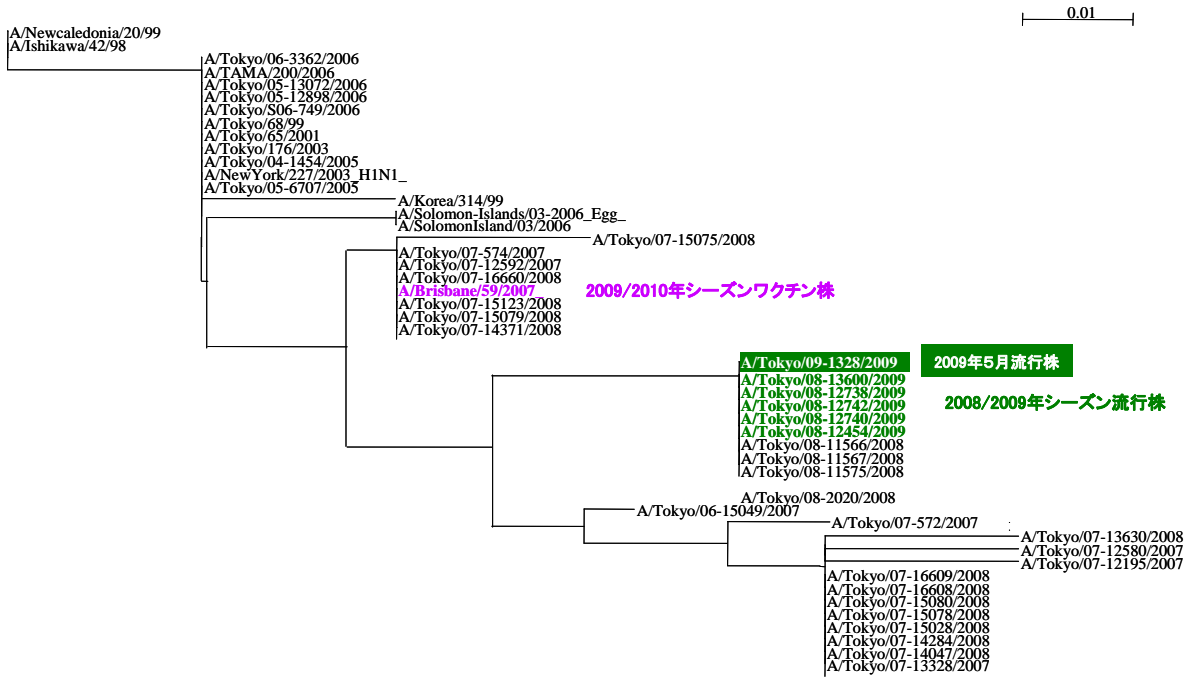 0.01
A/Newcaledonia/20/99
A/Ishikawa/42/98
A/Tokyo/06-3362/2006
A/TAMA/200/2006
A/Tokyo/05-13072/2006
A/Tokyo/05-12898/2006
A/Tokyo/S06-749/2006
A/Tokyo/68/99
A/Tokyo/65/2001
A/Tokyo/176/2003
A/Tokyo/04-1454/2005
A/NewYork/227/2003_H1N1_
A/Tokyo/05-6707/2005
A/Korea/314/99
A/Solomon-Islands/03-2006_Egg_
A/SolomonIsland/03/2006
A/Tokyo/07-15075/2008
A/Tokyo/07-574/2007
A/Tokyo/07-12592/2007
A/Tokyo/07-16660/2008
A/Brisbane/59/2007_ 2009/2010年シーズンワクチン株
A/Tokyo/07-15123/2008
A/Tokyo/07-15079/2008
A/Tokyo/07-14371/2008
A/Tokyo/09-1328/2009 2009年5月流行株
A/Tokyo/08-13600/2009
A/Tokyo/08-12738/2009
A/Tokyo/08-12742/2009 2008/2009年シーズン流行株
A/Tokyo/08-12740/2009
A/Tokyo/08-12454/2009
A/Tokyo/08-11566/2008
A/Tokyo/08-11567/2008
A/Tokyo/08-11575/2008
A/Tokyo/08-2020/2008
A/Tokyo/06-15049/2007
A/Tokyo/07-572/2007 :
A/Tokyo/07-13630/2008
A/Tokyo/07-12580/2007
A/Tokyo/07-12195/2007
A/Tokyo/07-16609/2008
A/Tokyo/07-16608/2008
A/Tokyo/07-15080/2008
A/Tokyo/07-15078/2008
A/Tokyo/07-15028/2008
A/Tokyo/07-14284/2008
A/Tokyo/07-14047/2008
A/Tokyo/07-13328/2007